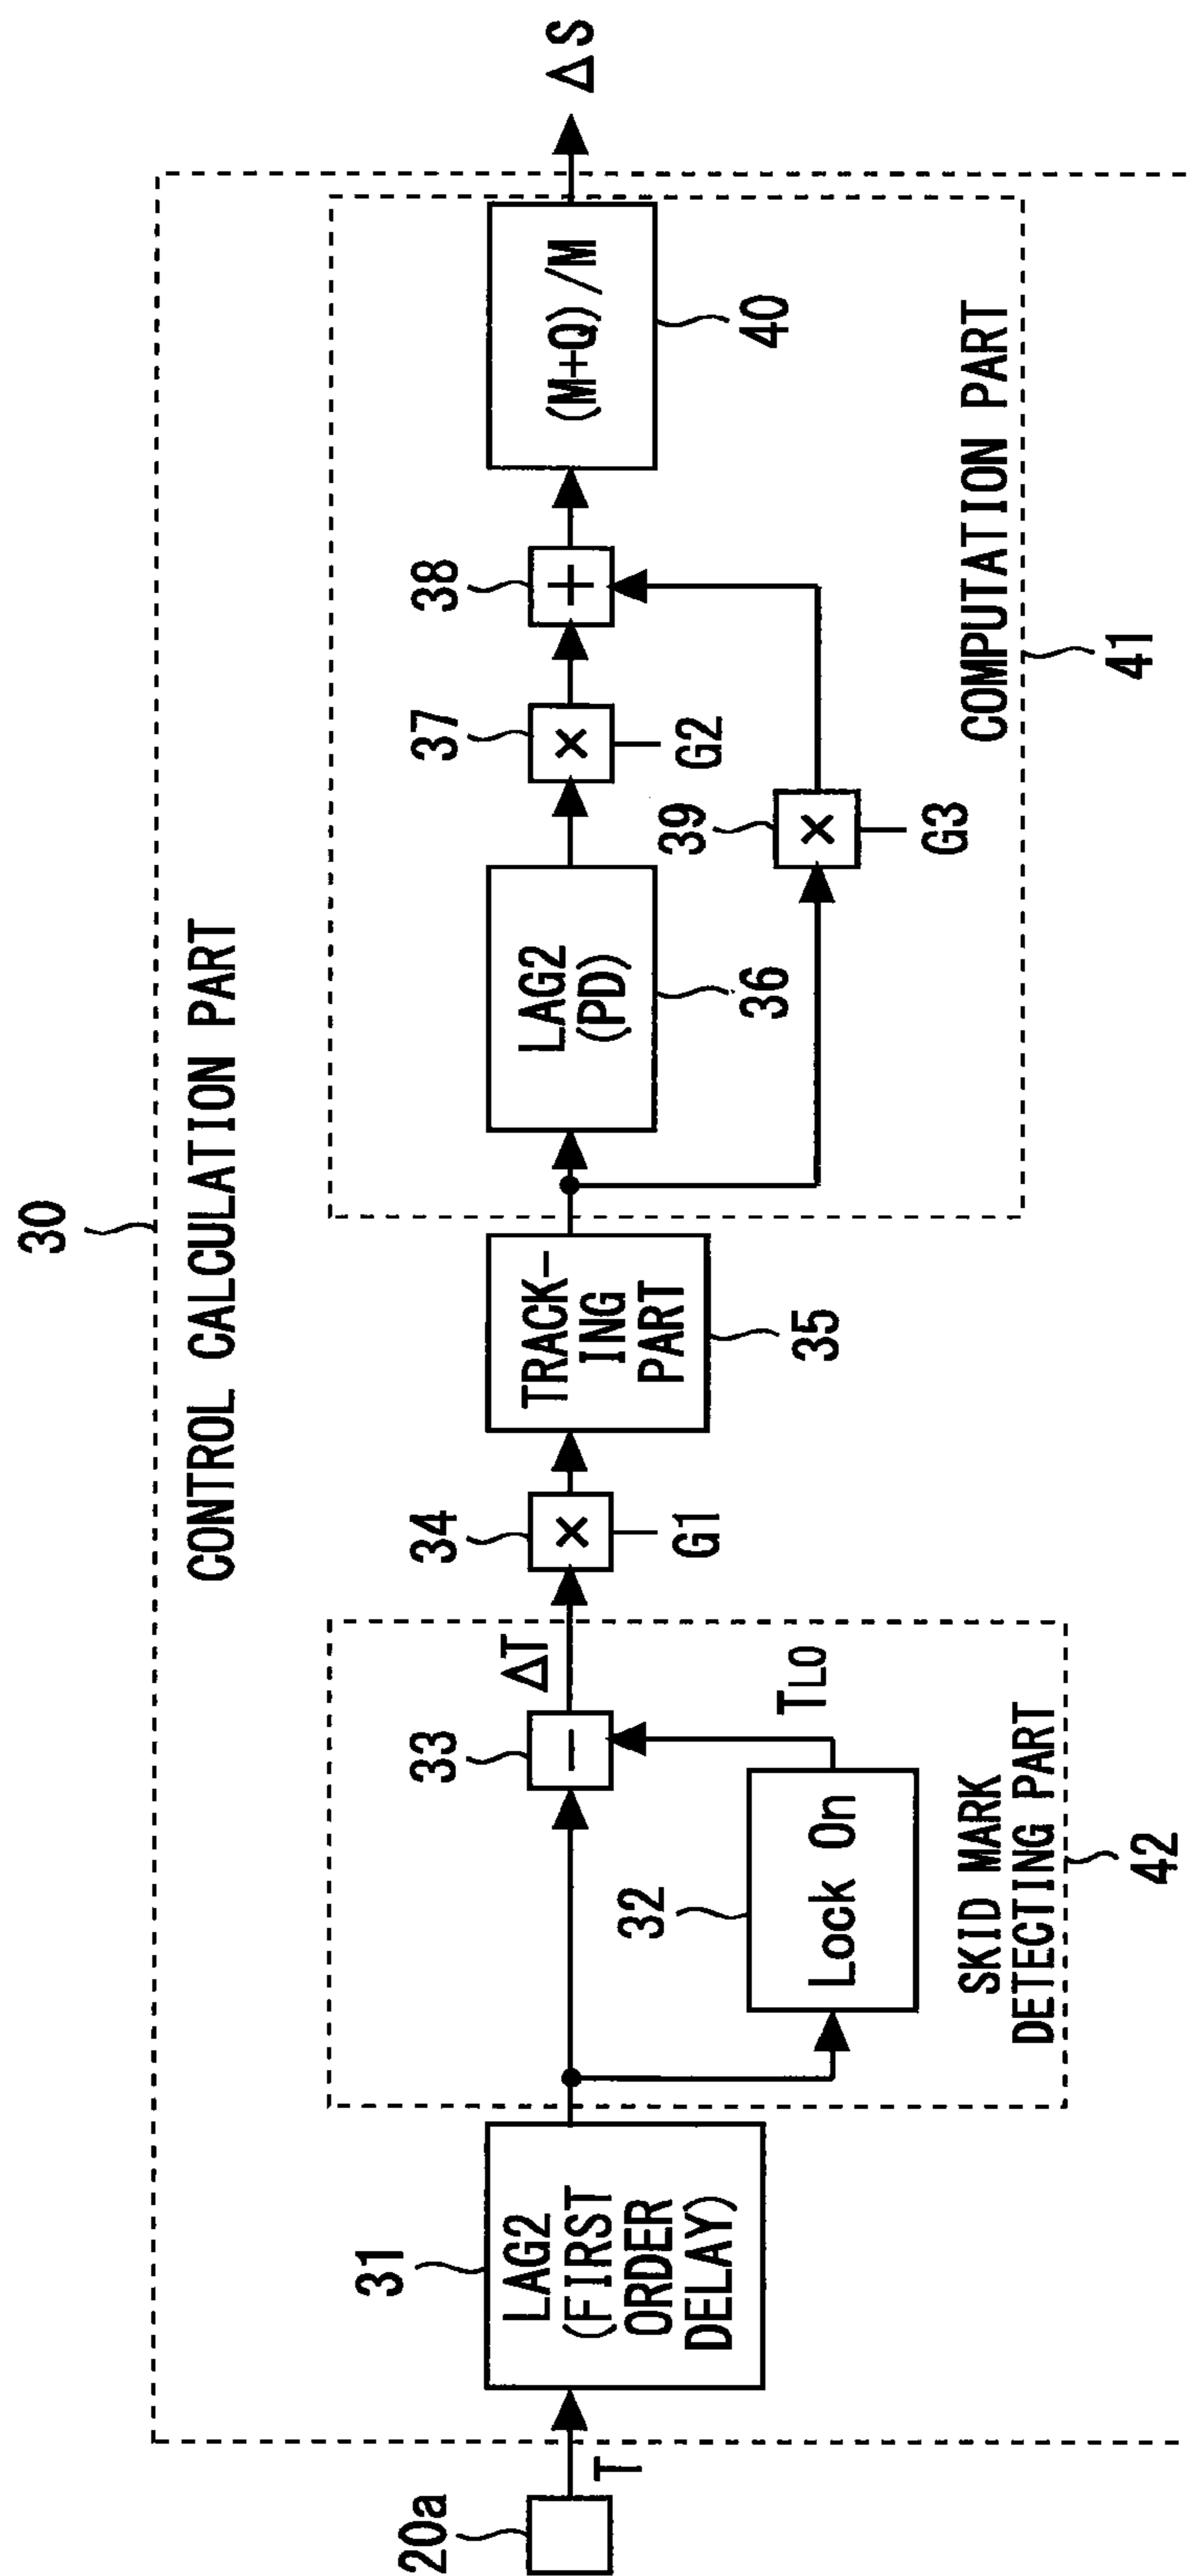 30
CONTROL CALCULATION PART
20a
T
31
LAG2
(FIRST
ORDER
DELAY)
32
Lock On
TLO
33
—
ΔT
SKID MARK
DETECTING PART
42
34
×
G1
TRACK-
ING
PART
35
LAG2
(PD)
36
37
×
G2
38
+
39
×
G3
(M+Q)/M
40
COMPUTATION PART
41
ΔS